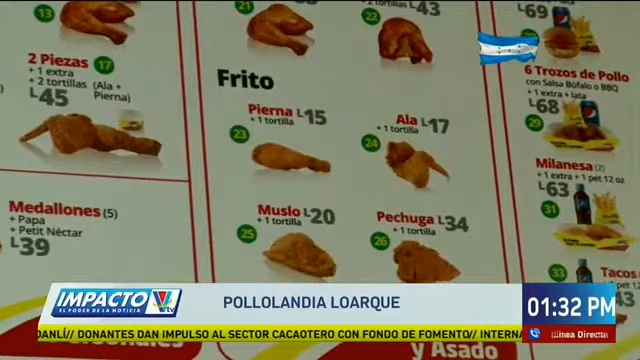 13
2 Piezas 17
+ 1 extra
+ 2 tortillas (Ala +
L45 Pierna)
Medallones (5)
+ Papa
+ Petit Néctar
L39
21
22
L43
Frito
Pierna L15
+ 1 tortilla
23
Ala L17
+ 1 tortilla
24
Muslo L20
+ 1 tortilla
25
Pechuga L34
+ 1 tortilla
26
L69
6 Trozos de Pollo
con Salsa Búfalo o BBQ
+ 1 extra + lata
L68
29
Milanesa (2)
+ 1 extra + 1 pet 12 oz
L63
31
33
Tacos
43
y Asado
IMPACTO TV
EL PODER DE LA NOTICIA
POLLOLANDIA LOARQUE
01:32 PM
DANLÍ// DONANTES DAN IMPULSO AL SECTOR CACAOTERO CON FONDO DE FOMENTO// INTERNA
Línea Directa